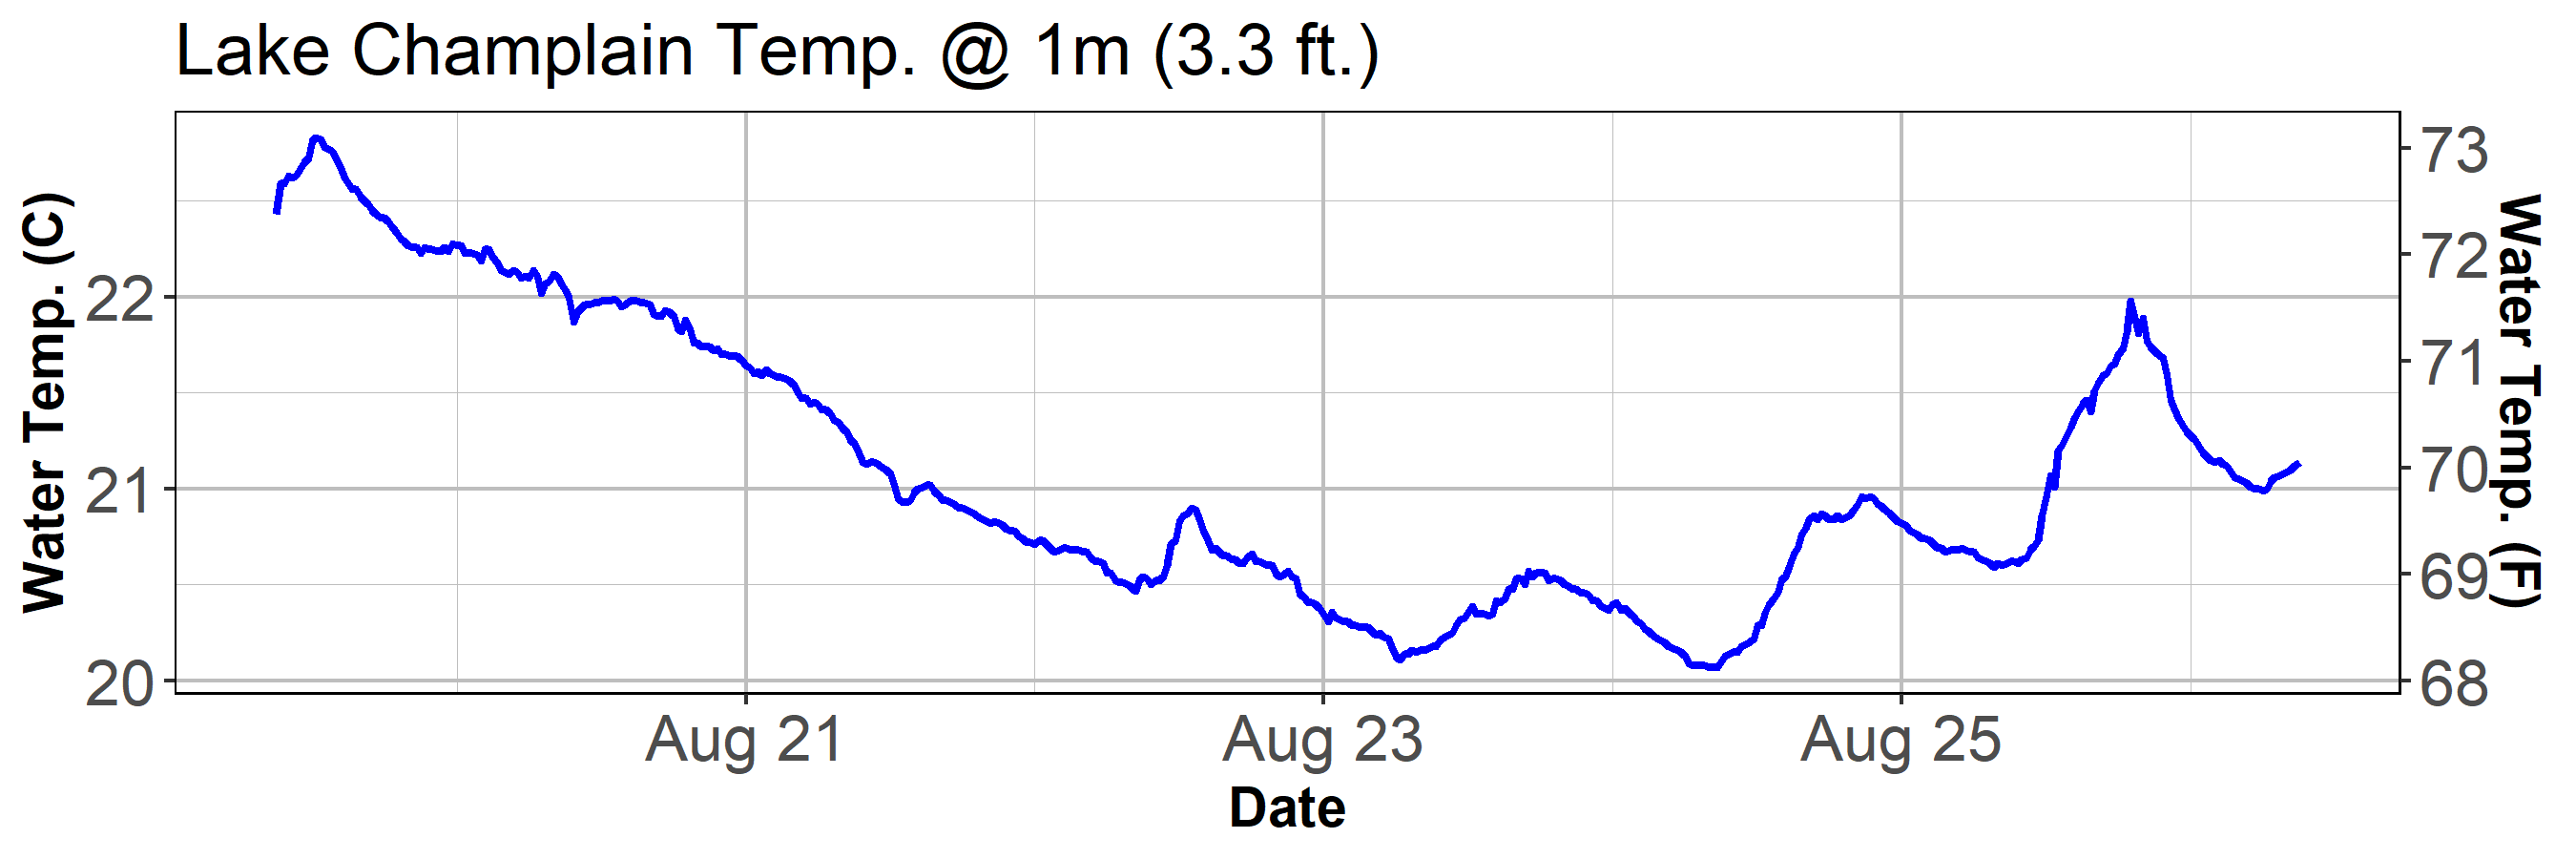 Lake Champlain Temp. @ 1m (3.3 ft.)
Water Temp. (C)
22
21
20
73
72
71
70
69
68
Water Temp. (F)
Aug 21
Aug 23
Aug 25
Date